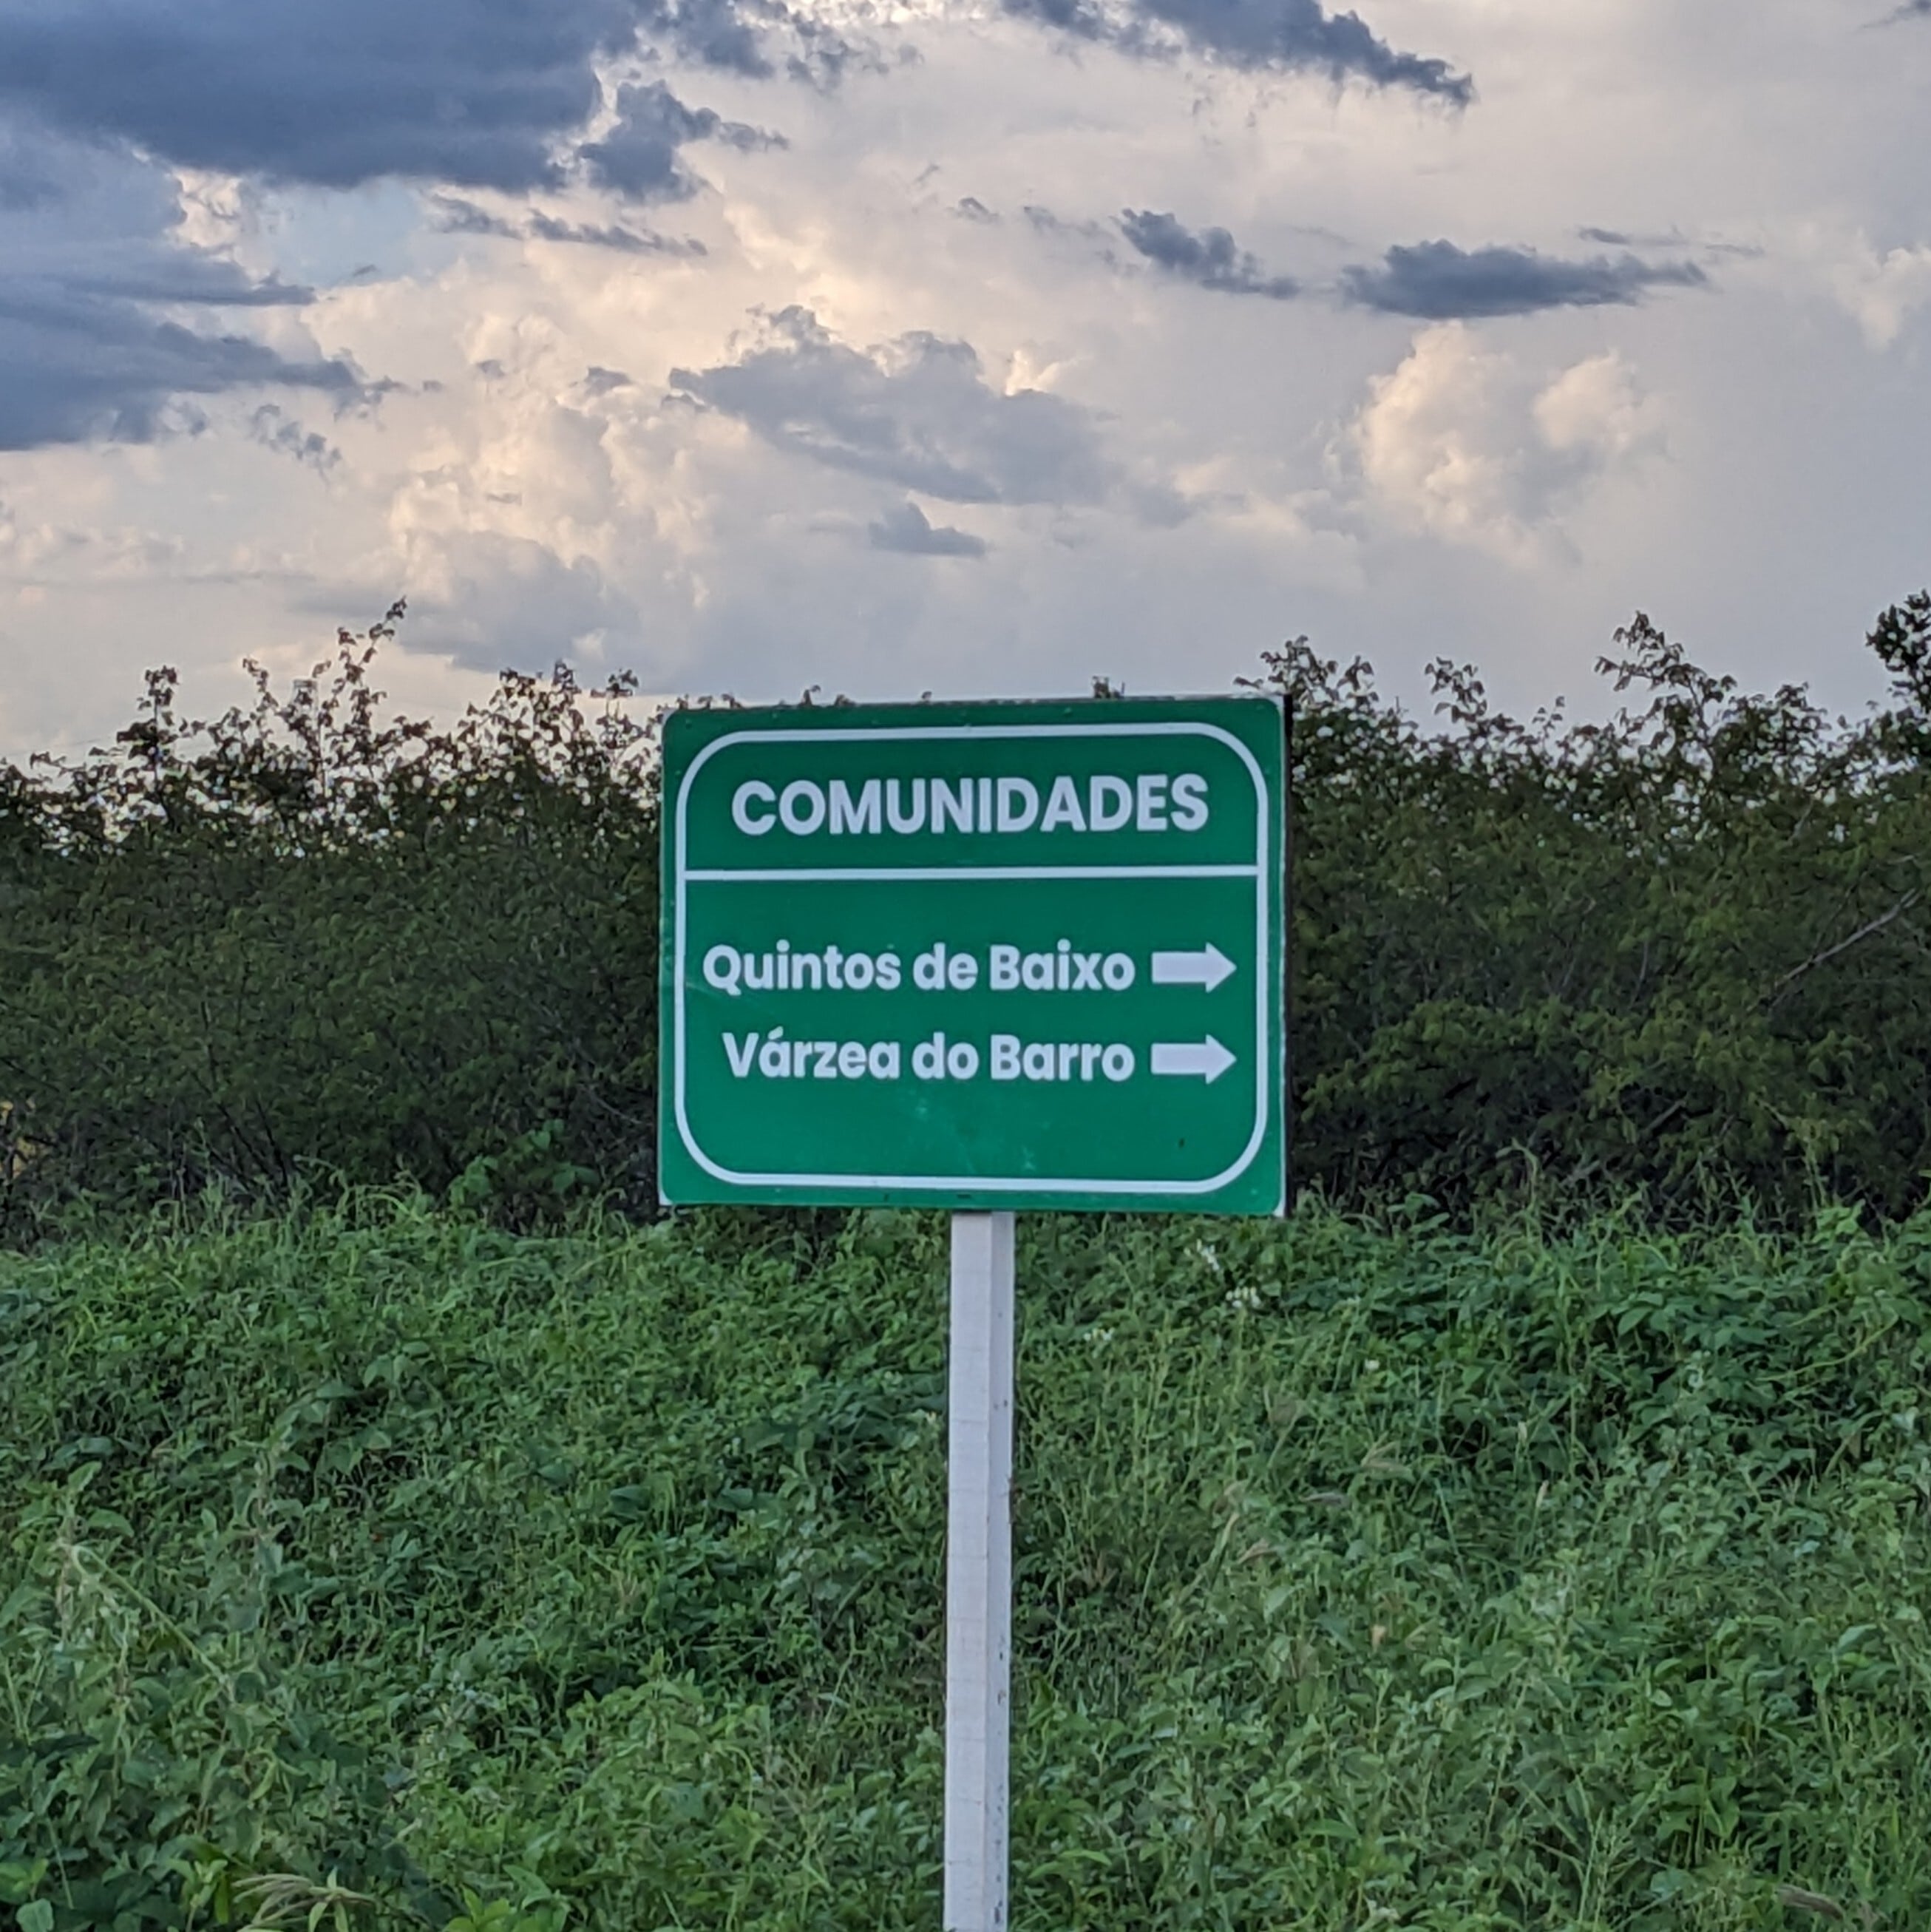 COMUNIDADES
Quintos de Baixo
Várzea do Barro